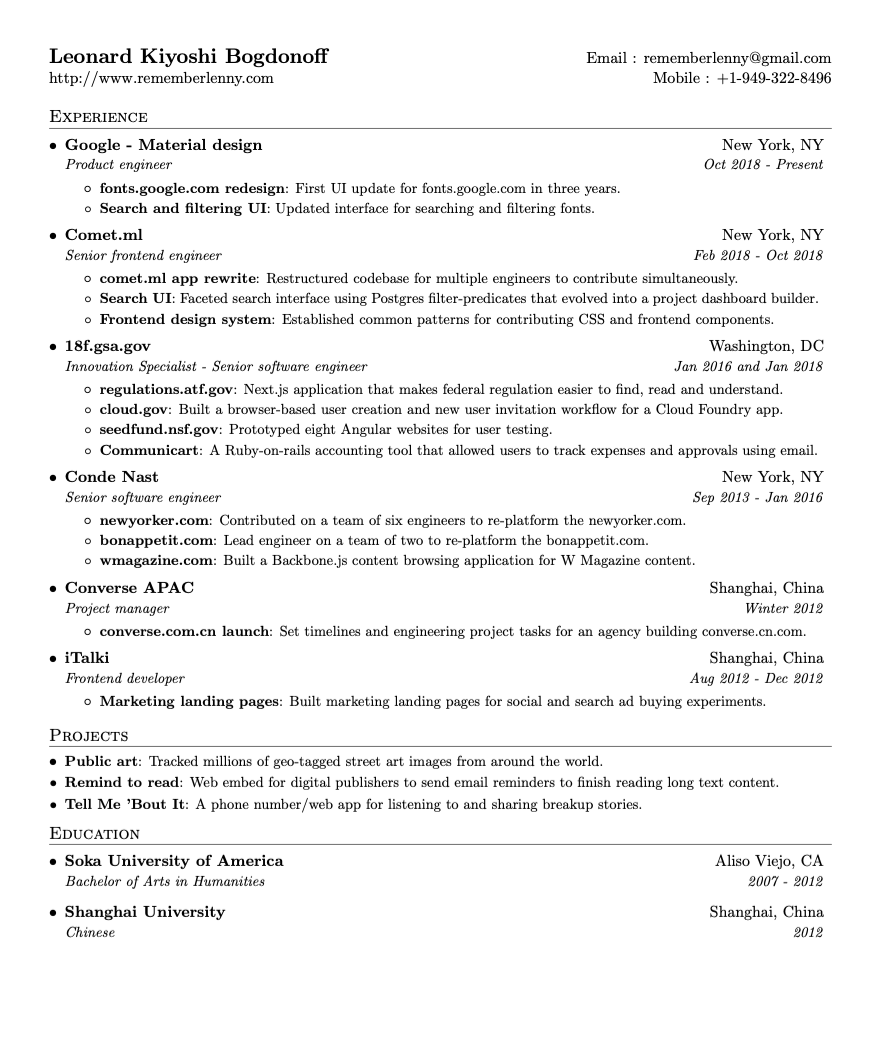 Leonard Kiyoshi Bogdonoff Email : rememberlenny@gmail.com
http://www.rememberlenny.com Mobile : +1-949-322-8496
Experience
• Google - Material design New York, NY
Product engineer Oct 2018 - Present
◦ fonts.google.com redesign: First UI update for fonts.google.com in three years.
◦ Search and filtering UI: Updated interface for searching and filtering fonts.
• Comet.ml New York, NY
Senior frontend engineer Feb 2018 - Oct 2018
◦ comet.ml app rewrite: Restructured codebase for multiple engineers to contribute simultaneously.
◦ Search UI: Faceted search interface using Postgres filter-predicates that evolved into a project dashboard builder.
◦ Frontend design system: Established common patterns for contributing CSS and frontend components.
• 18f.gsa.gov Washington, DC
Innovation Specialist - Senior software engineer Jan 2016 and Jan 2018
◦ regulations.atf.gov: Next.js application that makes federal regulation easier to find, read and understand.
◦ cloud.gov: Built a browser-based user creation and new user invitation workflow for a Cloud Foundry app.
◦ seedfund.nsf.gov: Prototyped eight Angular websites for user testing.
◦ Communicart: A Ruby-on-rails accounting tool that allowed users to track expenses and approvals using email.
• Conde Nast New York, NY
Senior software engineer Sep 2013 - Jan 2016
◦ newyorker.com: Contributed on a team of six engineers to re-platform the newyorker.com.
◦ bonappetit.com: Lead engineer on a team of two to re-platform the bonappetit.com.
◦ wmagazine.com: Built a Backbone.js content browsing application for W Magazine content.
• Converse APAC Shanghai, China
Project manager Winter 2012
◦ converse.com.cn launch: Set timelines and engineering project tasks for an agency building converse.cn.com.
• iTalki Shanghai, China
Frontend developer Aug 2012 - Dec 2012
◦ Marketing landing pages: Built marketing landing pages for social and search ad buying experiments.
Projects
• Public art: Tracked millions of geo-tagged street art images from around the world.
• Remind to read: Web embed for digital publishers to send email reminders to finish reading long text content.
• Tell Me 'Bout It: A phone number/web app for listening to and sharing breakup stories.
Education
• Soka University of America Aliso Viejo, CA
Bachelor of Arts in Humanities 2007 - 2012
• Shanghai University Shanghai, China
Chinese 2012